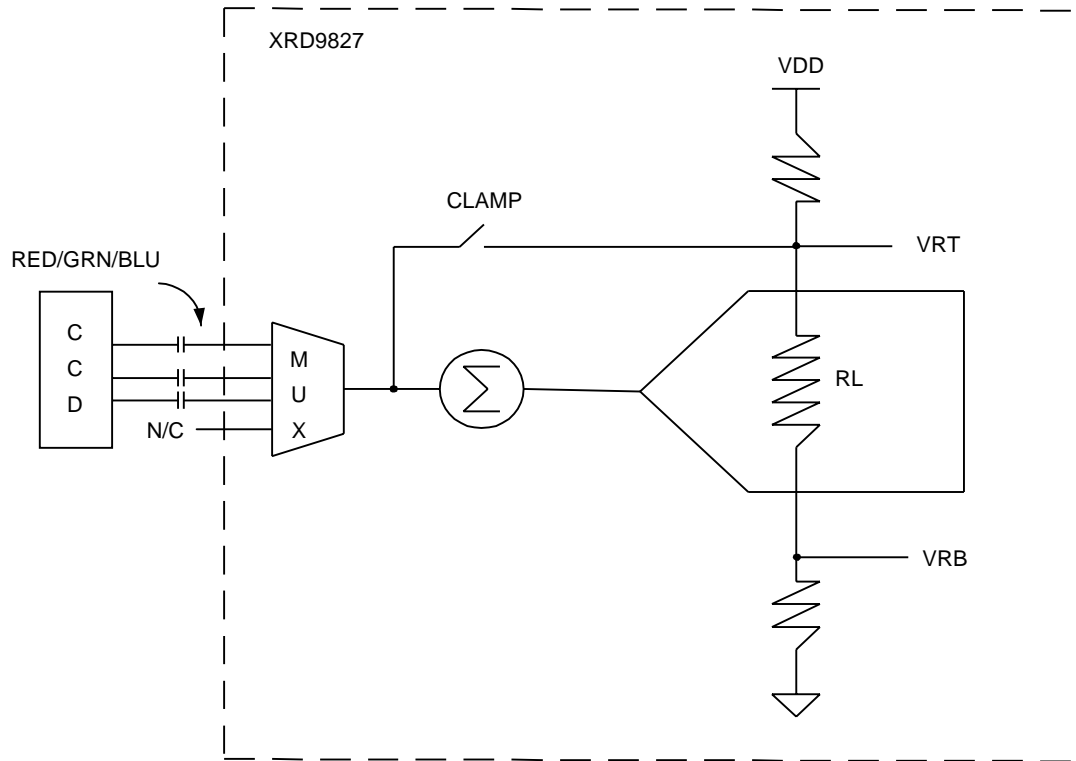 XRD9827
VDD
CLAMP
VRT
RED/GRN/BLU
C
C
D
M
U
X
N/C
RL
VRB